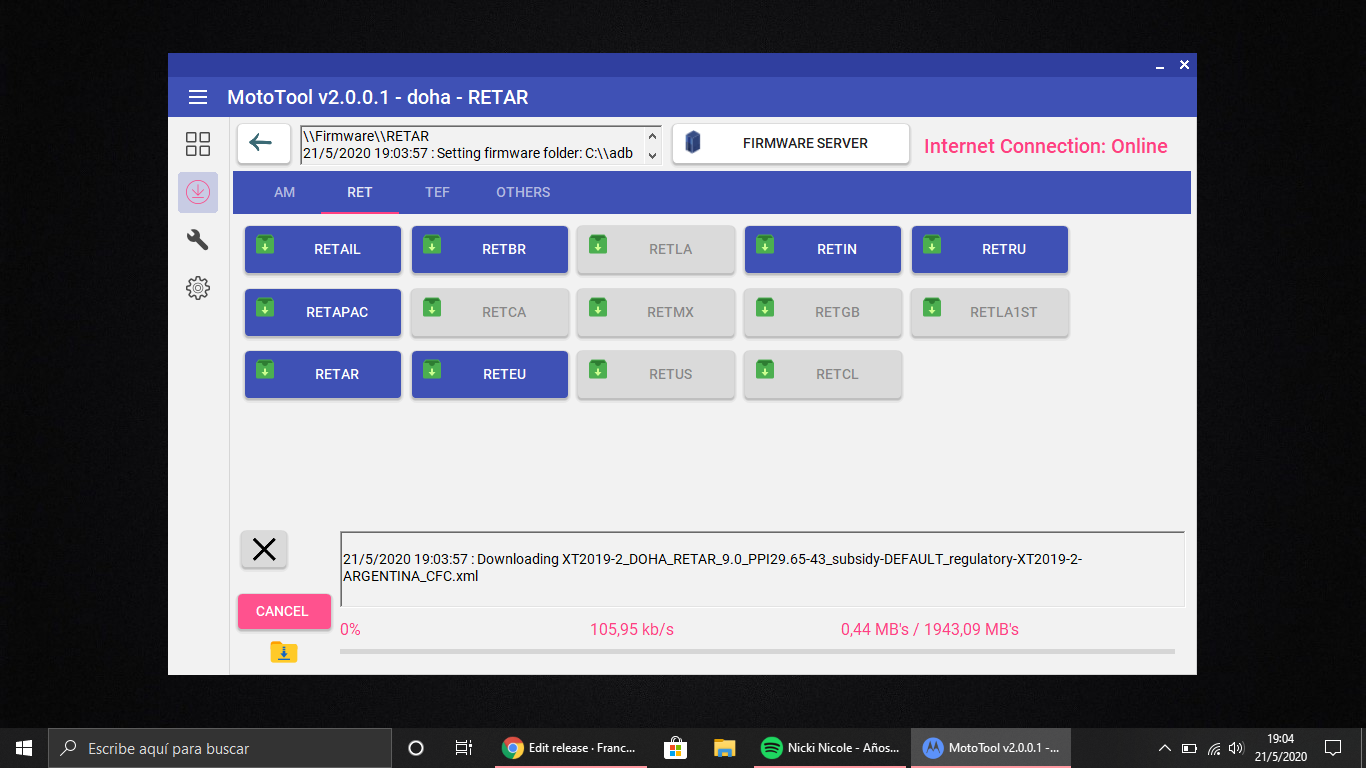 MotoTool v2.0.0.1 - doha - RETAR
\\Firmware\\RETAR
21/5/2020 19:03:57 : Setting firmware folder: C:\\adb
FIRMWARE SERVER
Internet Connection: Online
AM RET TEF OTHERS
RETAIL RETBR RETLA RETIN RETRU
RETAPAC RETCA RETMX RETGB RETLA1ST
RETAR RETEU RETUS RETCL
21/5/2020 19:03:57 : Downloading XT2019-2_DOHA_RETAR_9.0_PPI29.65-43_subsidy-DEFAULT_regulatory-XT2019-2-
ARGENTINA_CFC.xml
CANCEL
0% 105,95 kb/s 0,44 MB's / 1943,09 MB's
Escribe aquí para buscar
Edit release · Franc...
Nicki Nicole - Años...
MotoTool v2.0.0.1 -...
19:04
21/5/2020